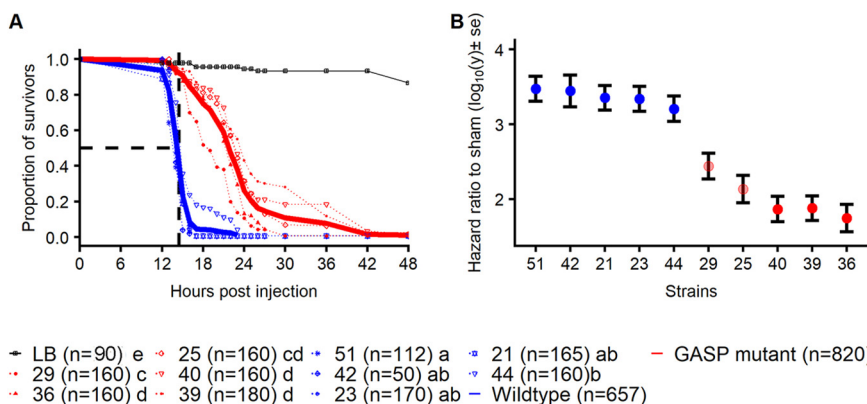 A
Proportion of survivors
1.0
0.8
0.6
0.4
0.2
0.0
0 6 12 18 24 30 36 42 48
Hours post injection
B
Hazard ratio to sham (log10(y)± se)
4
3
2
51 42 21 23 44 29 25 40 39 36
Strains
LB (n=90) e
25 (n=160) cd
51 (n=112) a
21 (n=165) ab
GASP mutant (n=820)
29 (n=160) c
40 (n=160) d
42 (n=50) ab
44 (n=160)b
36 (n=160) d
39 (n=180) d
23 (n=170) ab
Wildtype (n=657)